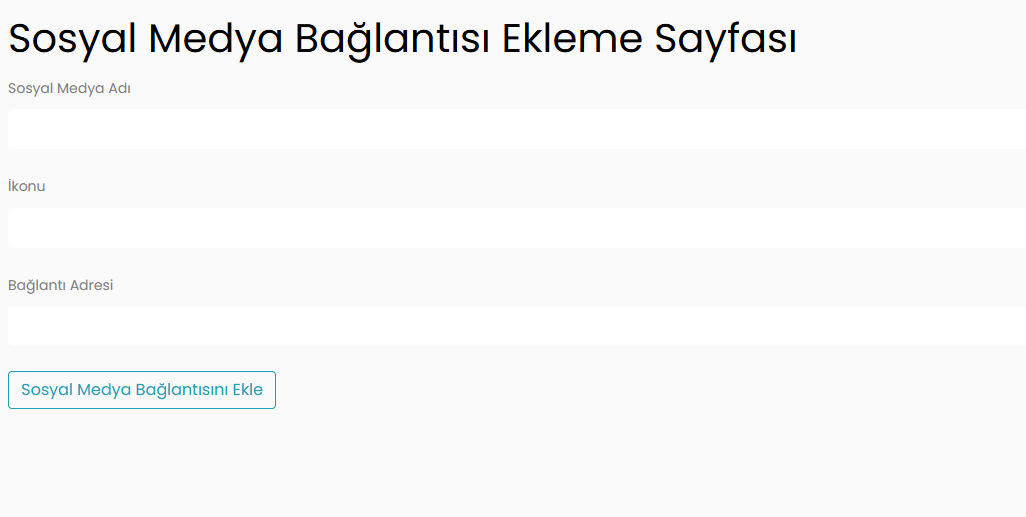 Sosyal Medya Bağlantısı Ekleme Sayfası
Sosyal Medya Adı
İkonu
Bağlantı Adresi
Sosyal Medya Bağlantısını Ekle